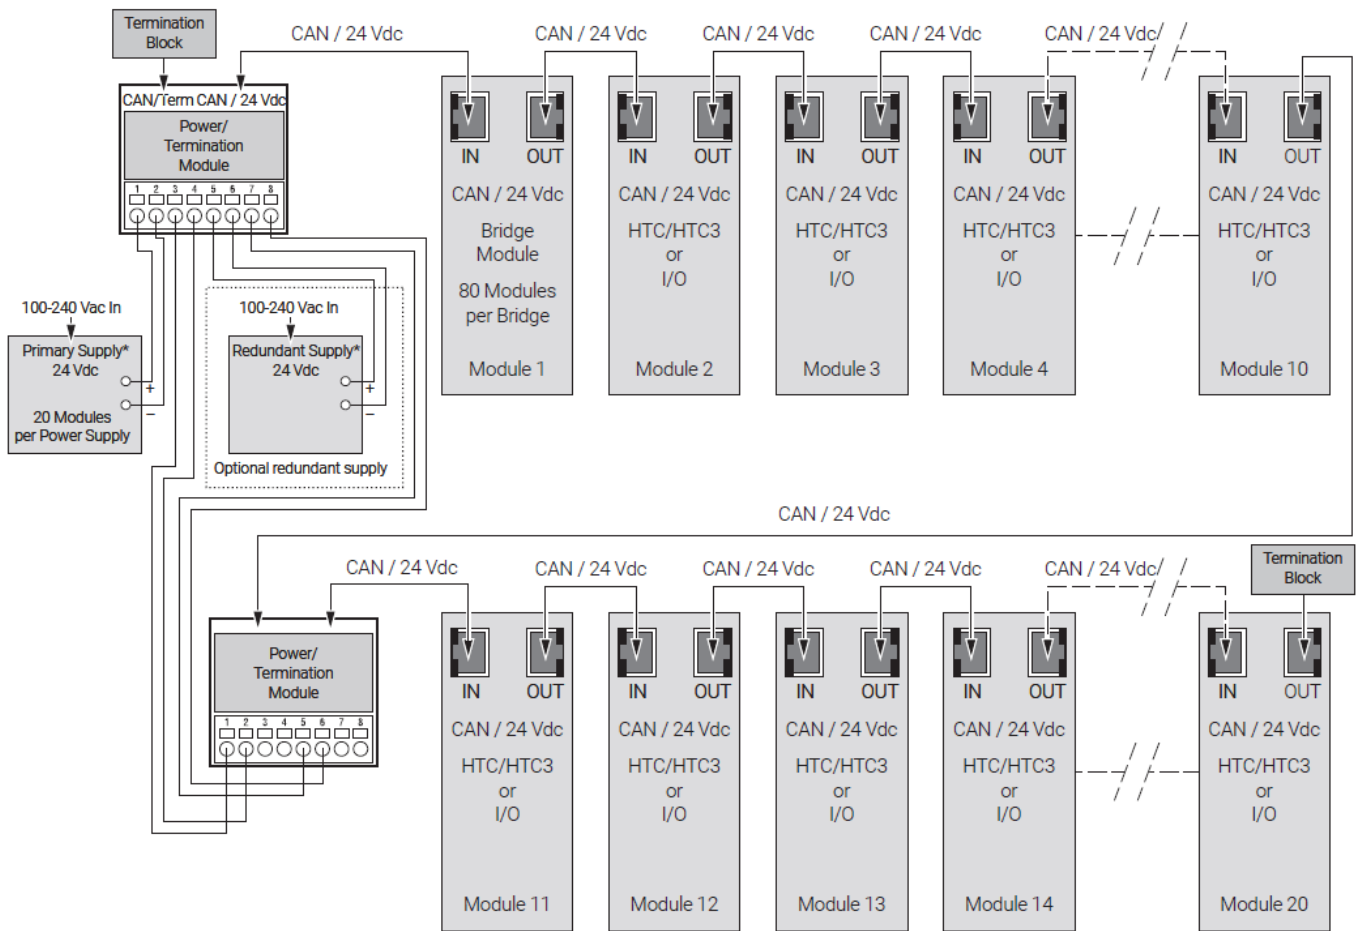 Termination
Block
CAN / 24 Vdc
CAN / 24 Vdc
CAN / 24 Vdc
CAN / 24 Vdc
CAN / 24 Vdc
CAN/Term CAN / 24 Vdc
Power/
Termination
Module
1 2 3 4 5 6 7 8
IN OUT
CAN / 24 Vdc
Bridge
Module
80 Modules
per Bridge
Module 1
IN OUT
CAN / 24 Vdc
HTC/HTC3
or
I/O
Module 2
IN OUT
CAN / 24 Vdc
HTC/HTC3
or
I/O
Module 3
IN OUT
CAN / 24 Vdc
HTC/HTC3
or
I/O
Module 4
IN OUT
CAN / 24 Vdc
HTC/HTC3
or
I/O
Module 10
100-240 Vac In
Primary Supply*
24 Vdc
+
–
20 Modules
per Power Supply
100-240 Vac In
Redundant Supply*
24 Vdc
+
–
Optional redundant supply
CAN / 24 Vdc
CAN / 24 Vdc
CAN / 24 Vdc
CAN / 24 Vdc
CAN / 24 Vdc
CAN / 24 Vdc
Termination
Block
Power/
Termination
Module
1 2 3 4 5 6 7 8
IN OUT
CAN / 24 Vdc
HTC/HTC3
or
I/O
Module 11
IN OUT
CAN / 24 Vdc
HTC/HTC3
or
I/O
Module 12
IN OUT
CAN / 24 Vdc
HTC/HTC3
or
I/O
Module 13
IN OUT
CAN / 24 Vdc
HTC/HTC3
or
I/O
Module 14
IN OUT
CAN / 24 Vdc
HTC/HTC3
or
I/O
Module 20